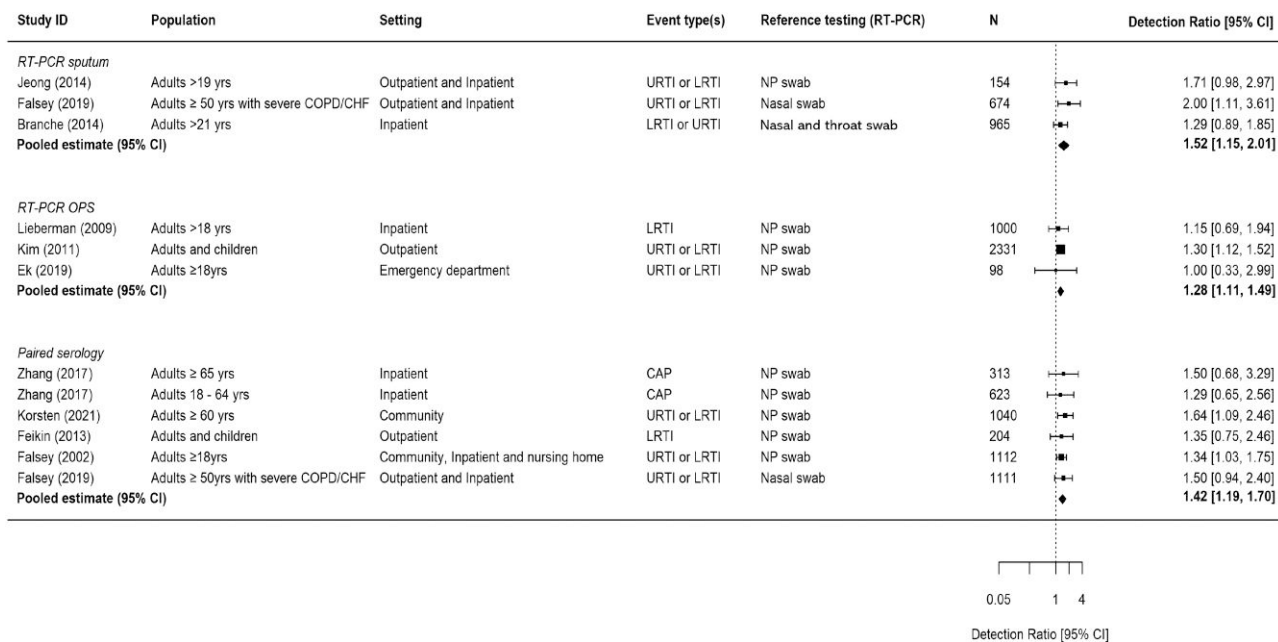 Study ID Population Setting Event type(s) Reference testing (RT-PCR) N Detection Ratio [95% CI]
RT-PCR sputum
Jeong (2014) Adults >19 yrs Outpatient and Inpatient URTI or LRTI NP swab 154 1.71 [0.98, 2.97]
Falsey (2019) Adults ≥ 50 yrs with severe COPD/CHF Outpatient and Inpatient URTI or LRTI Nasal swab 674 2.00 [1.11, 3.61]
Branche (2014) Adults >21 yrs Inpatient LRTI or URTI Nasal and throat swab 965 1.29 [0.89, 1.85]
Pooled estimate (95% CI) 1.52 [1.15, 2.01]
RT-PCR OPS
Lieberman (2009) Adults >18 yrs Inpatient LRTI NP swab 1000 1.15 [0.69, 1.94]
Kim (2011) Adults and children Outpatient URTI or LRTI NP swab 2331 1.30 [1.12, 1.52]
Ek (2019) Adults ≥18yrs Emergency department URTI or LRTI NP swab 98 1.00 [0.33, 2.99]
Pooled estimate (95% CI) 1.28 [1.11, 1.49]
Paired serology
Zhang (2017) Adults ≥ 65 yrs Inpatient CAP NP swab 313 1.50 [0.68, 3.29]
Zhang (2017) Adults 18 - 64 yrs Inpatient CAP NP swab 623 1.29 [0.65, 2.56]
Korsten (2021) Adults ≥ 60 yrs Community URTI or LRTI NP swab 1040 1.64 [1.09, 2.46]
Feikin (2013) Adults and children Outpatient LRTI NP swab 204 1.35 [0.75, 2.46]
Falsey (2002) Adults ≥18yrs Community, Inpatient and nursing home URTI or LRTI NP swab 1112 1.34 [1.03, 1.75]
Falsey (2019) Adults ≥ 50yrs with severe COPD/CHF Outpatient and Inpatient URTI or LRTI Nasal swab 1111 1.50 [0.94, 2.40]
Pooled estimate (95% CI) 1.42 [1.19, 1.70]
0.05 1 4
Detection Ratio [95% CI]